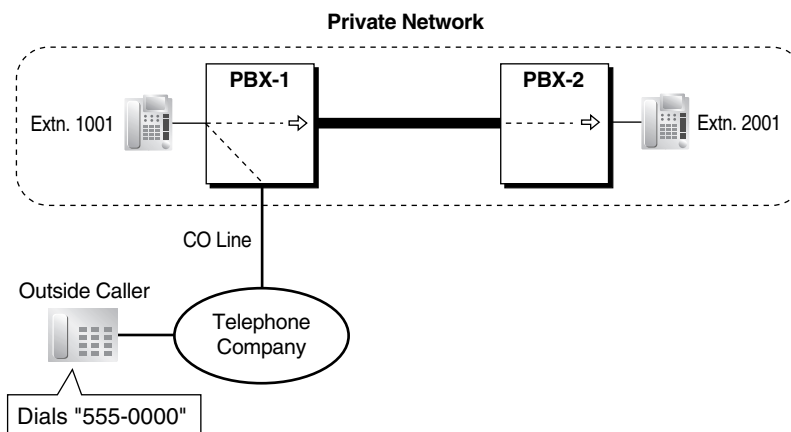 Private Network
PBX-1
PBX-2
Extn. 1001
Extn. 2001
CO Line
Outside Caller
Telephone
Company
Dials "555-0000"